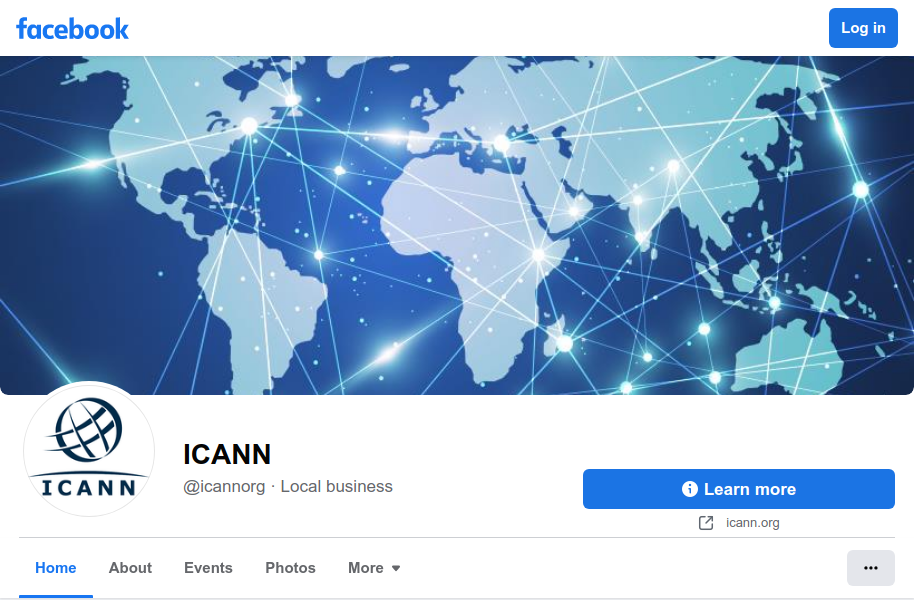 facebook
Log in
ICANN
ICANN
@icannorg · Local business
Learn more
icann.org
Home About Events Photos More